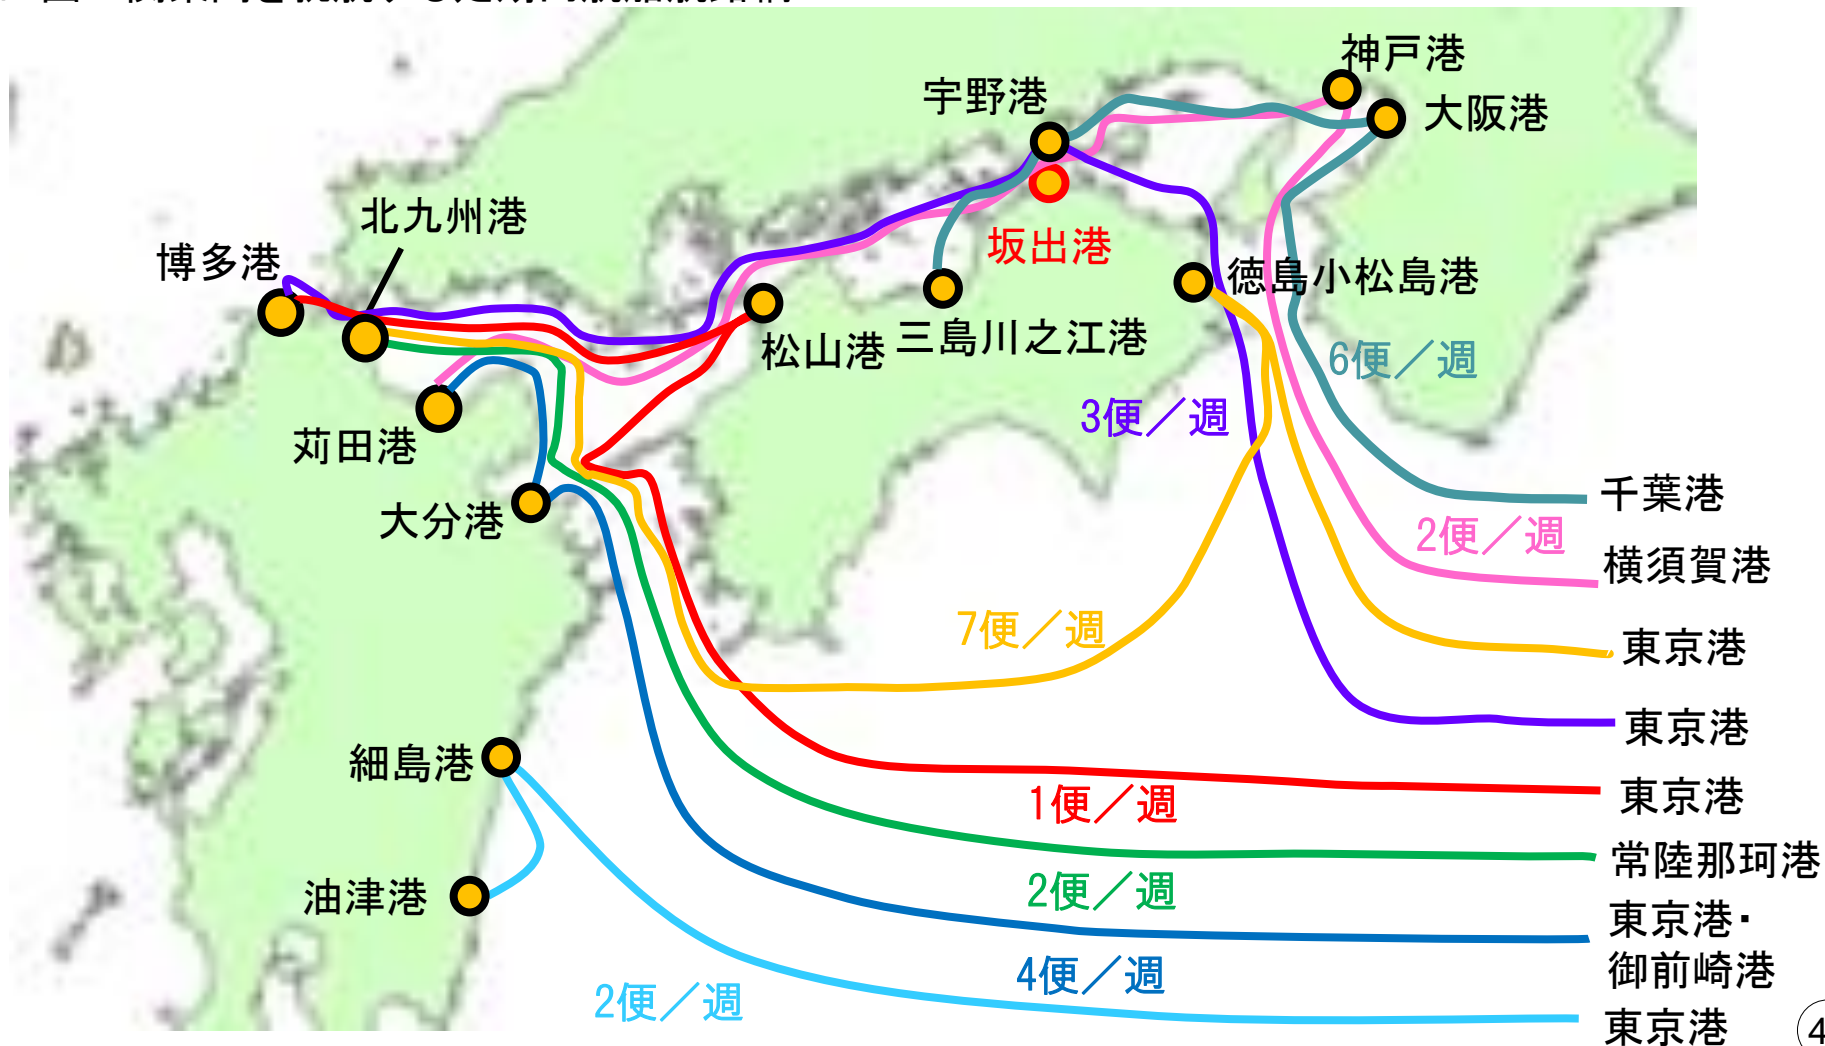 神戸港
宇野港
大阪港
北九州港
博多港
坂出港
徳島小松島港
松山港
三島川之江港
6便／週
3便／週
苅田港
千葉港
大分港
2便／週
横須賀港
7便／週
東京港
東京港
細島港
1便／週
東京港
常陸那珂港
油津港
2便／週
東京港・
御前崎港
4便／週
2便／週
東京港
4